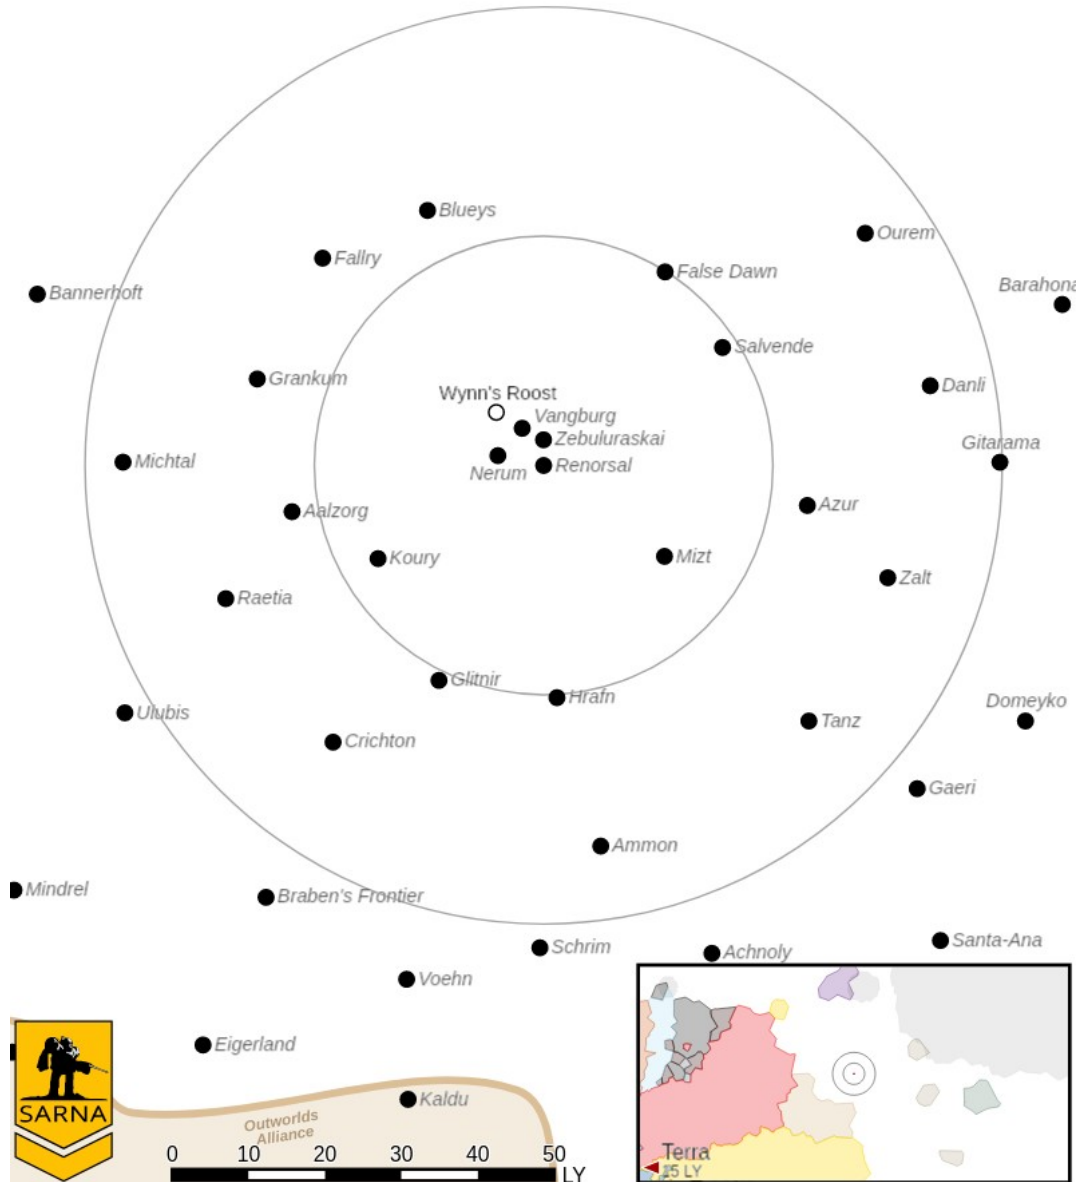 Blueys
Ourem
Fallry
False Dawn
Bannerhoft
Barahona
Salvende
Grankum
Danli
Wynn's Roost
Vangburg
Zebuluraskai
Gitarama
Michtal
Nerum
Renorsal
Aalzorg
Azur
Koury
Mizt
Zalt
Raetia
Glitnir
Hrafn
Ulubis
Domeyko
Tanz
Crichton
Gaeri
Ammon
Mindrel
Braben's Frontier
Schrim
Santa-Ana
Achnoly
Voehn
Eigerland
Kaldu
SARNA
Outworlds
Alliance
0 10 20 30 40 50
LY
Terra
25 LY